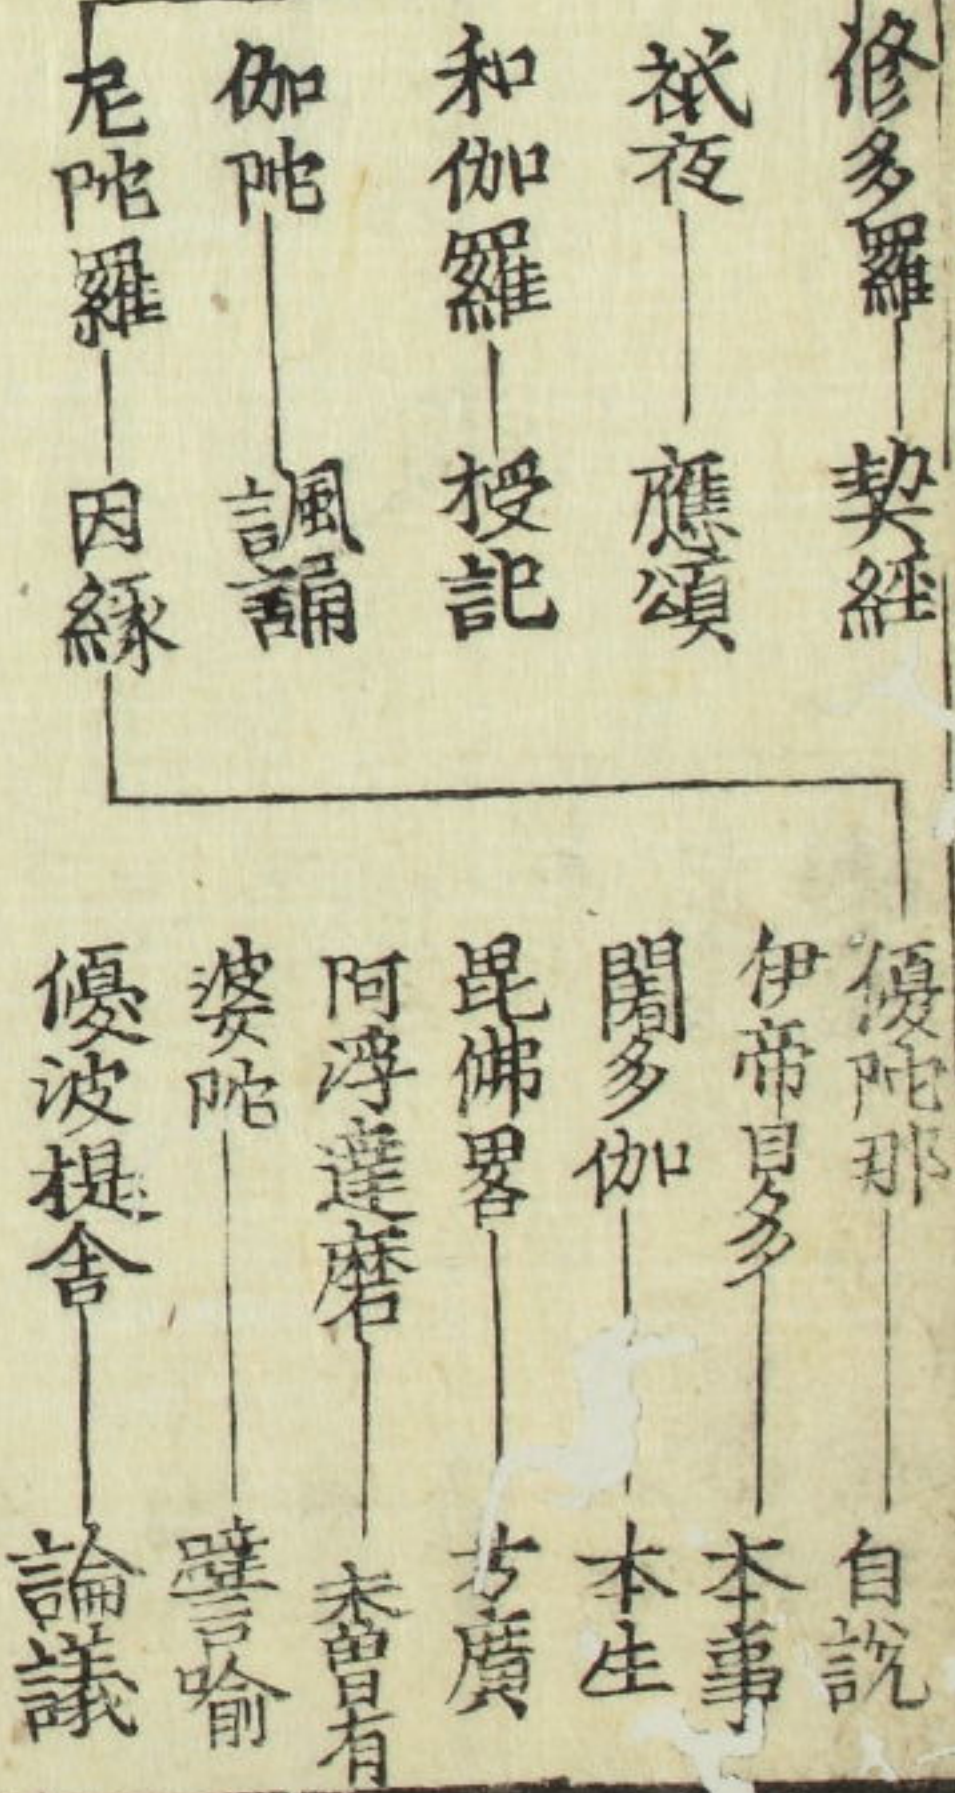 修多羅 契經
祇夜 應頌
和伽羅 授記
伽陀 諷誦
尼陀羅 因緣
優陀那 自說
伊帝目多 本事
闍多伽 本生
毘佛畧 方廣
阿浮達磨 未曽有
婆陀 譬喻
優波提舎 論議